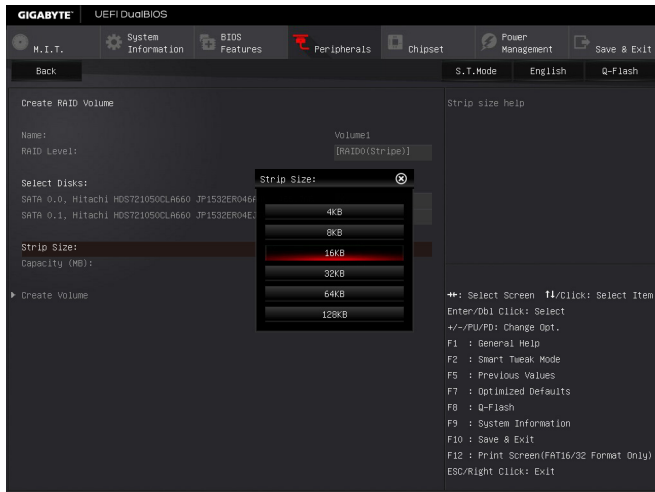 GIGABYTE™ UEFI DualBIOS
M.I.T.
System Information
BIOS Features
Peripherals
Chipset
Power Management
Save & Exit
Back
S.T.Mode English Q-Flash
Create RAID Volume
Strip size help
Name: Volume1
RAID Level: [RAID0(Stripe)]
Select Disks:
SATA 0.0, Hitachi HDS721050CLA660 JP1532ER046
SATA 0.1, Hitachi HDS721050CLA660 JP1532ER04E
Strip Size:
Capacity (MB):
▶ Create Volume
Strip Size:
4KB
8KB
16KB
32KB
64KB
128KB
→←: Select Screen ↑↓/Click: Select Item
Enter/Dbl Click: Select
+/-/PU/PD: Change Opt.
F1 : General Help
F2 : Smart Tweak Mode
F5 : Previous Values
F7 : Optimized Defaults
F8 : Q-Flash
F9 : System Information
F10 : Save & Exit
F12 : Print Screen(FAT16/32 Format Only)
ESC/Right Click: Exit